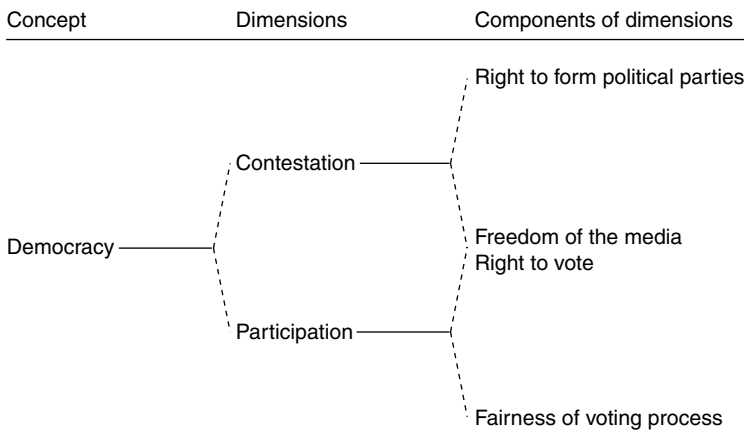 Concept Dimensions Components of dimensions
Right to form political parties
Contestation
Democracy
Freedom of the media
Right to vote
Participation
Fairness of voting process